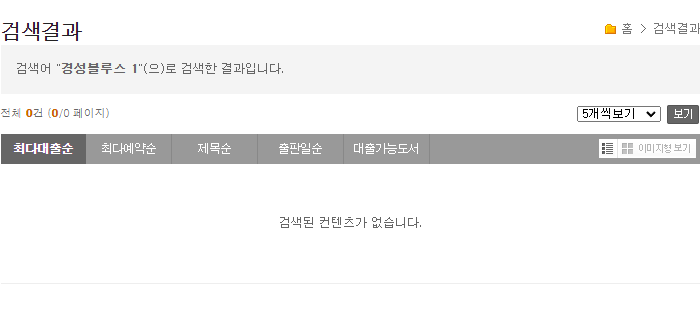 검색결과
홈 > 검색결과
검색어 "경성블루스 1"(으)로 검색한 결과입니다.
전체 0건 (0/0 페이지)
5개씩보기 보기
최다대출순 최다예약순 제목순 출판일순 대출가능도서 이미지형 보기
검색된 컨텐츠가 없습니다.